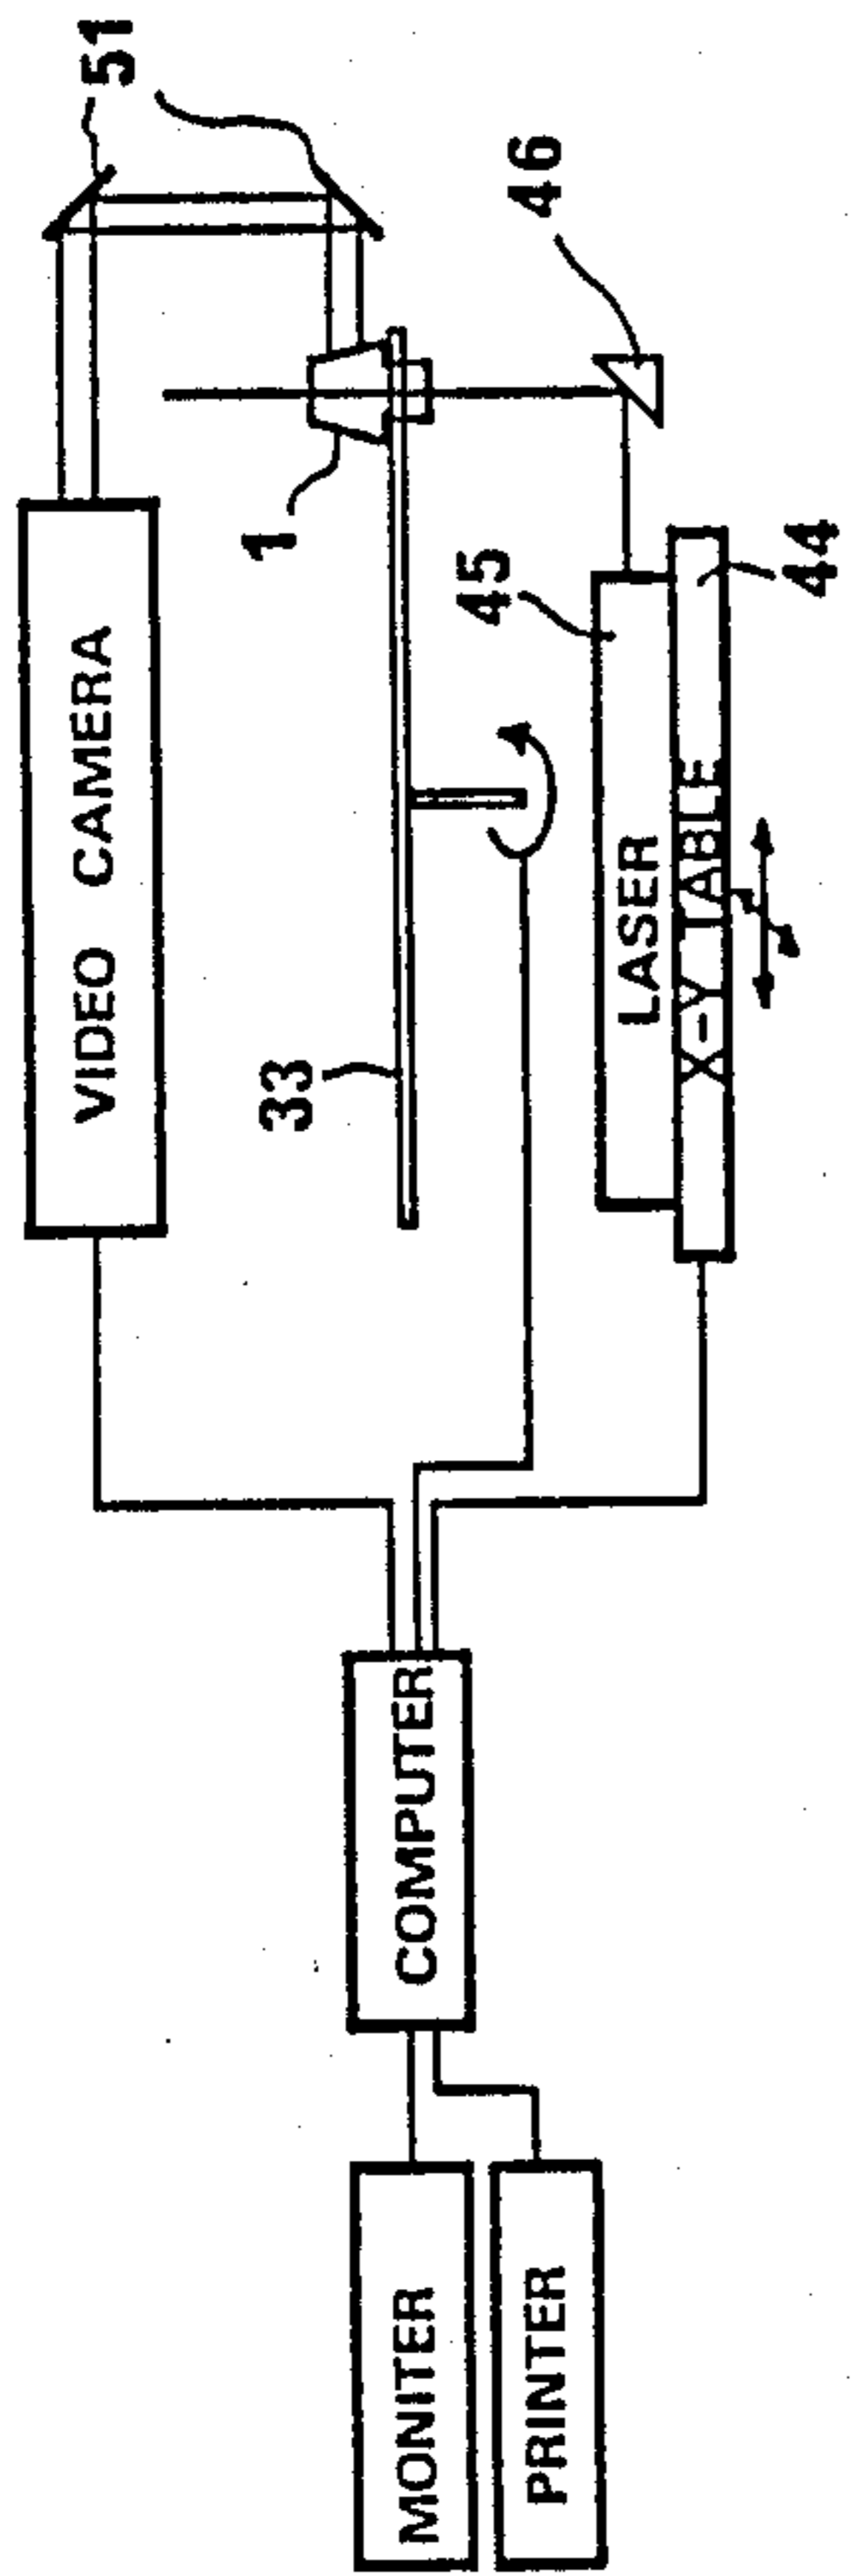 VIDEO CAMERA
51
1
33
46
45
LASER
44
X-Y TABLE
COMPUTER
MONITER
PRINTER